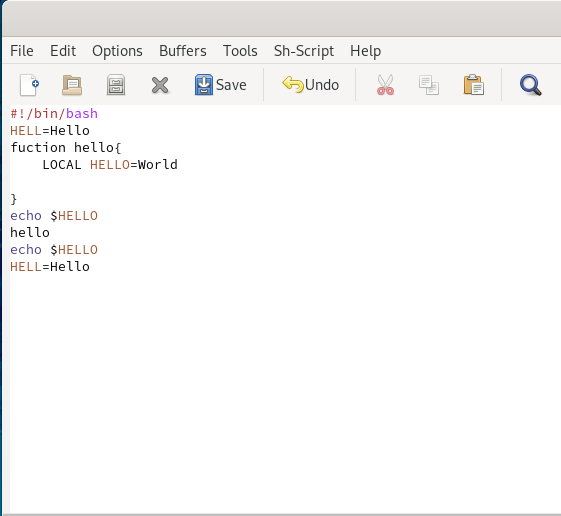 File Edit Options Buffers Tools Sh-Script Help
Save Undo
#!/bin/bash
HELL=Hello
fuction hello{
    LOCAL HELLO=World
}
echo $HELLO
hello
echo $HELLO
HELL=Hello